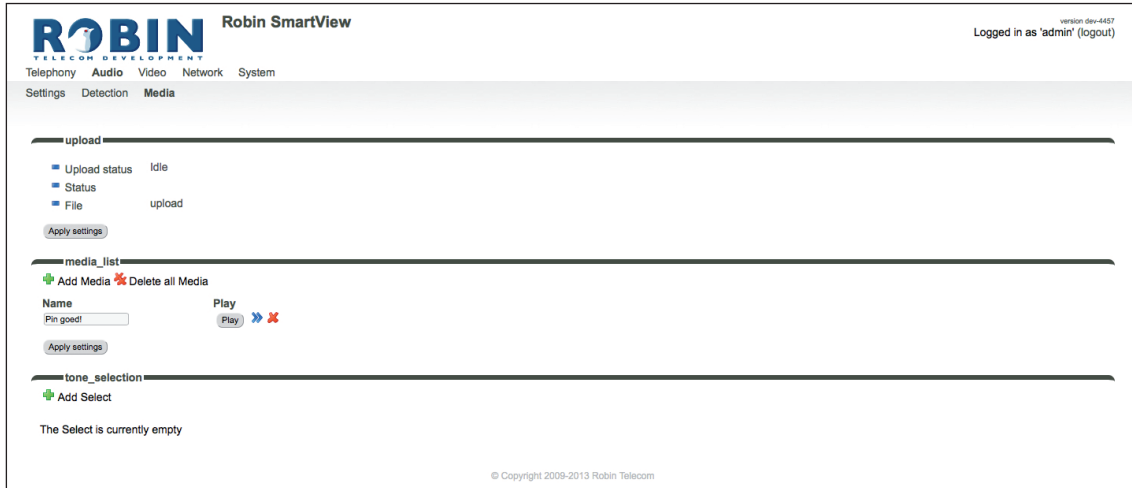 ROBIN
TELECOM DEVELOPMENT
Robin SmartView
version dev-4457
Logged in as 'admin' (logout)
Telephony Audio Video Network System
Settings Detection Media
upload
Upload status Idle
Status
File upload
Apply settings
media_list
Add Media Delete all Media
Name Play
Pin goed! Play
Apply settings
tone_selection
Add Select
The Select is currently empty
© Copyright 2009-2013 Robin Telecom